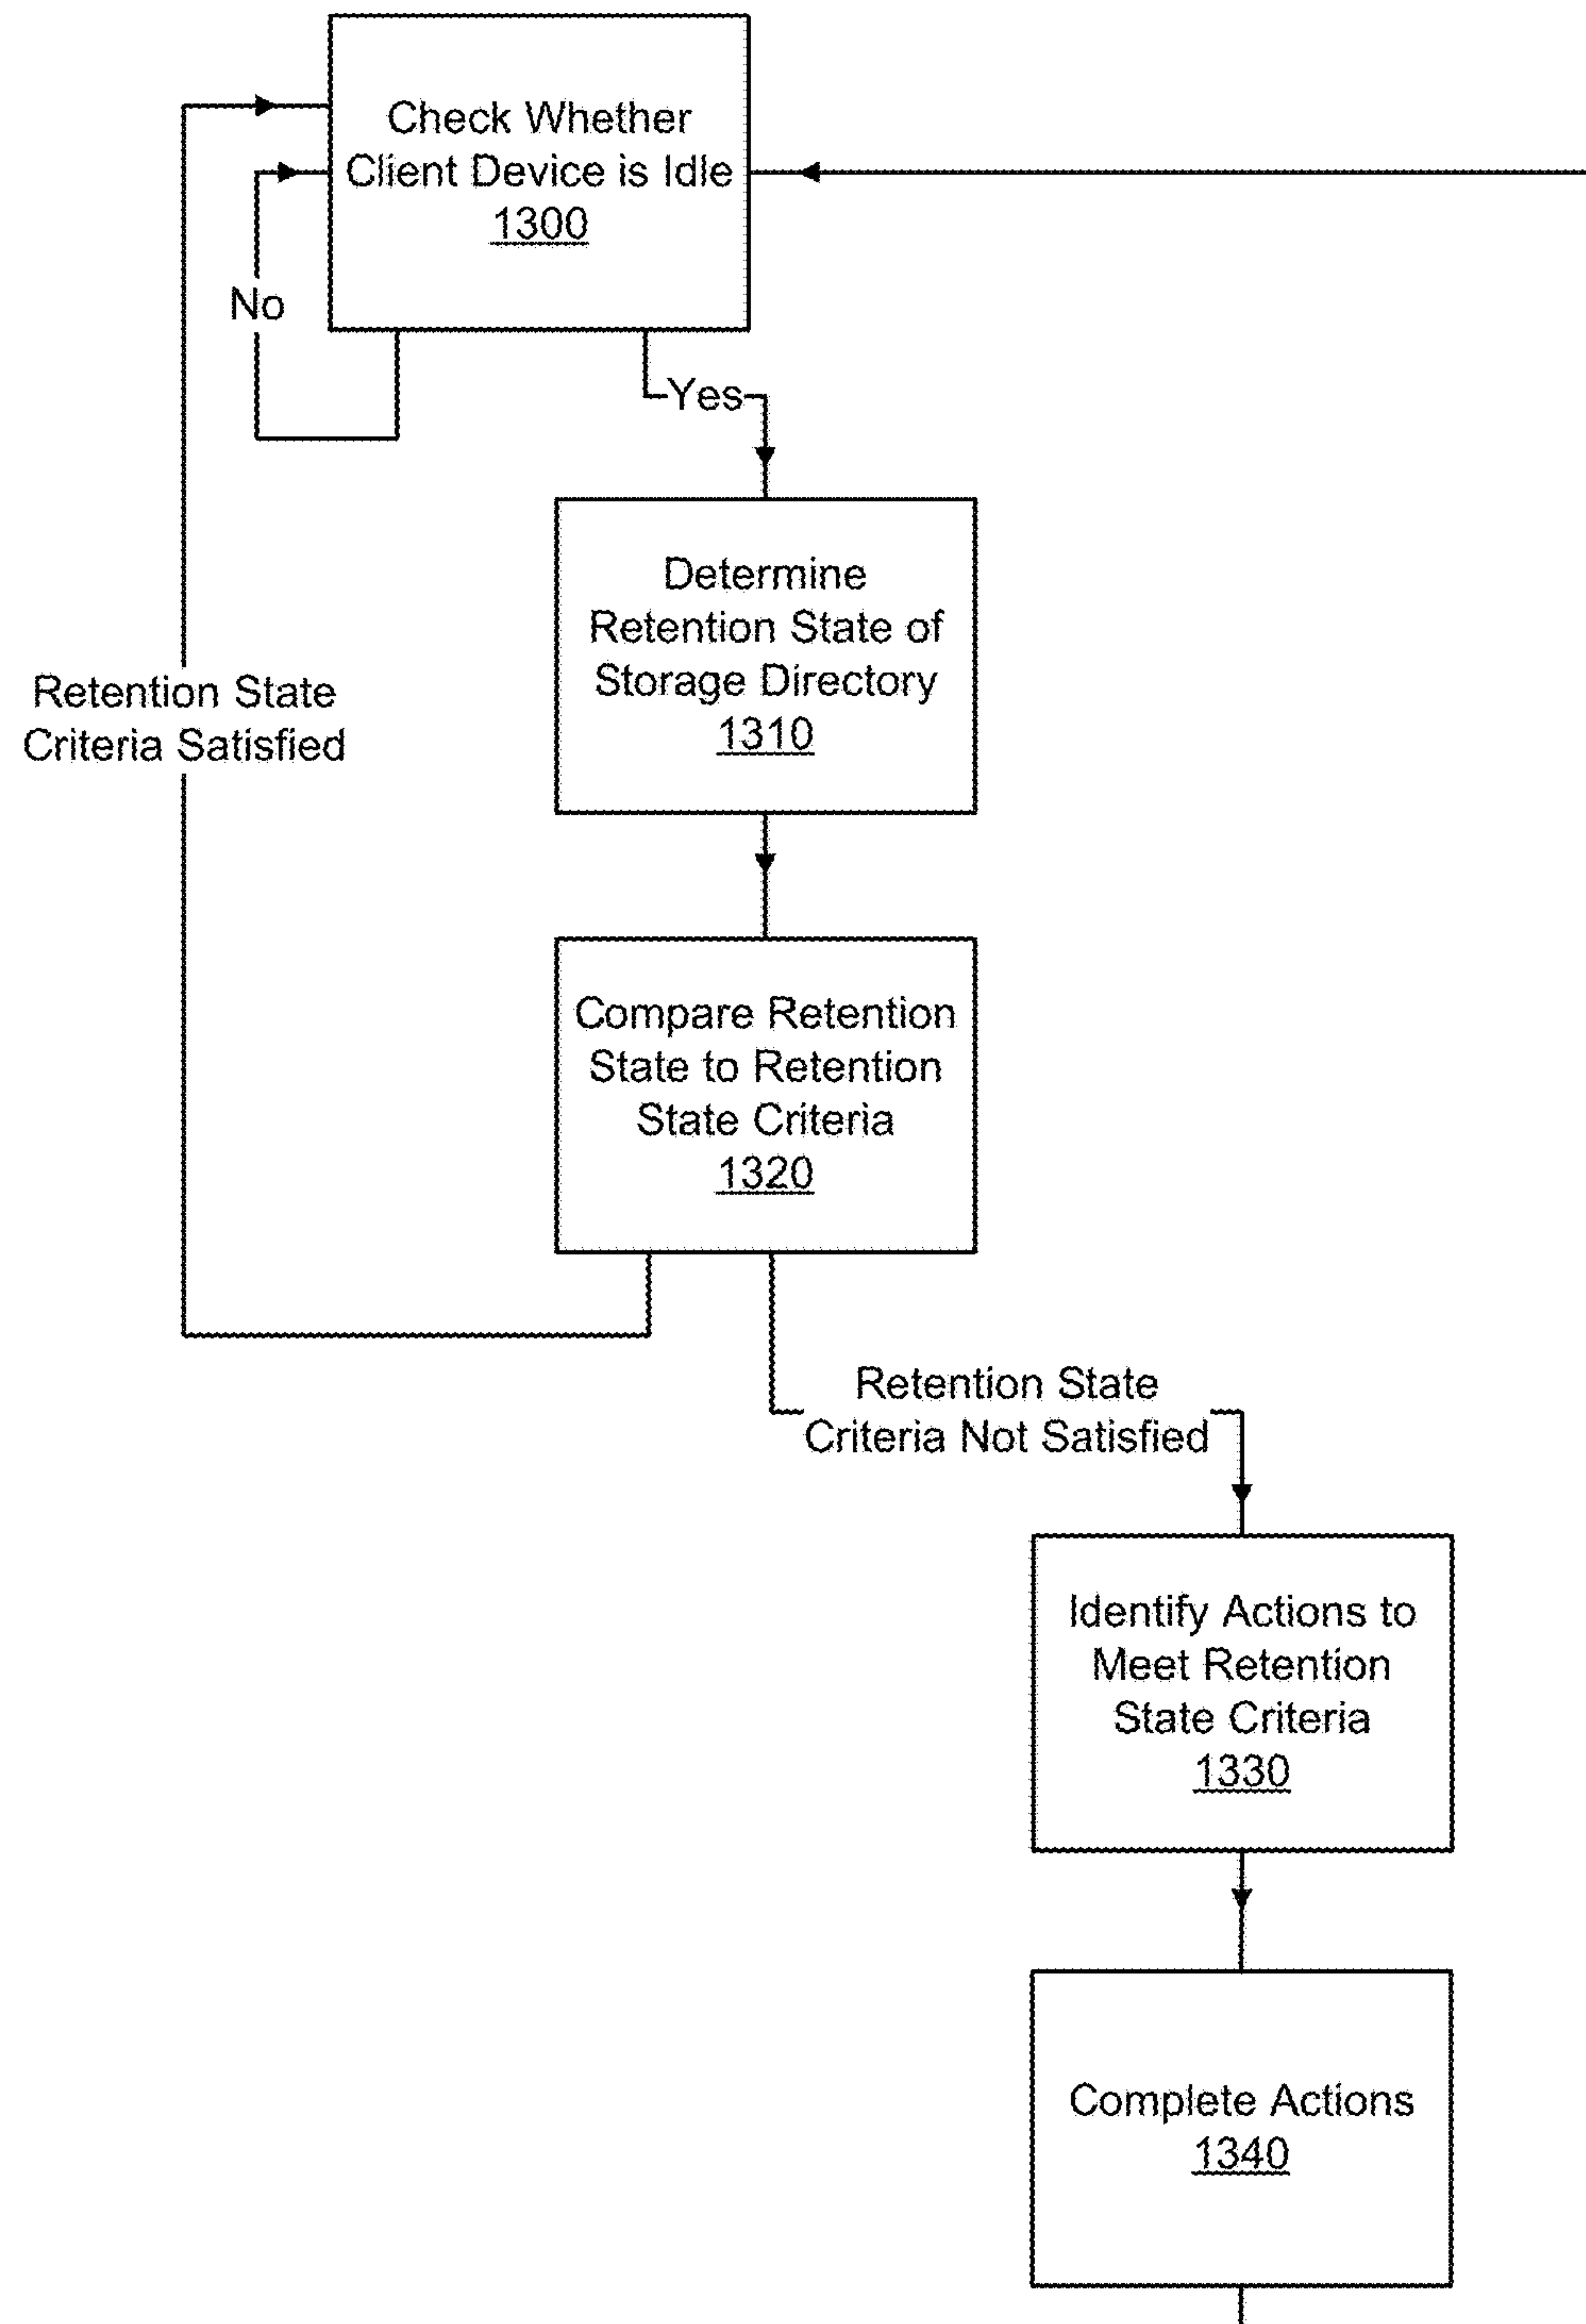 Check Whether
Client Device is Idle
1300
No
Yes
Determine
Retention State of
Storage Directory
1310
Retention State
Criteria Satisfied
Compare Retention
State to Retention
State Criteria
1320
Retention State
Criteria Not Satisfied
Identify Actions to
Meet Retention
State Criteria
1330
Complete Actions
1340